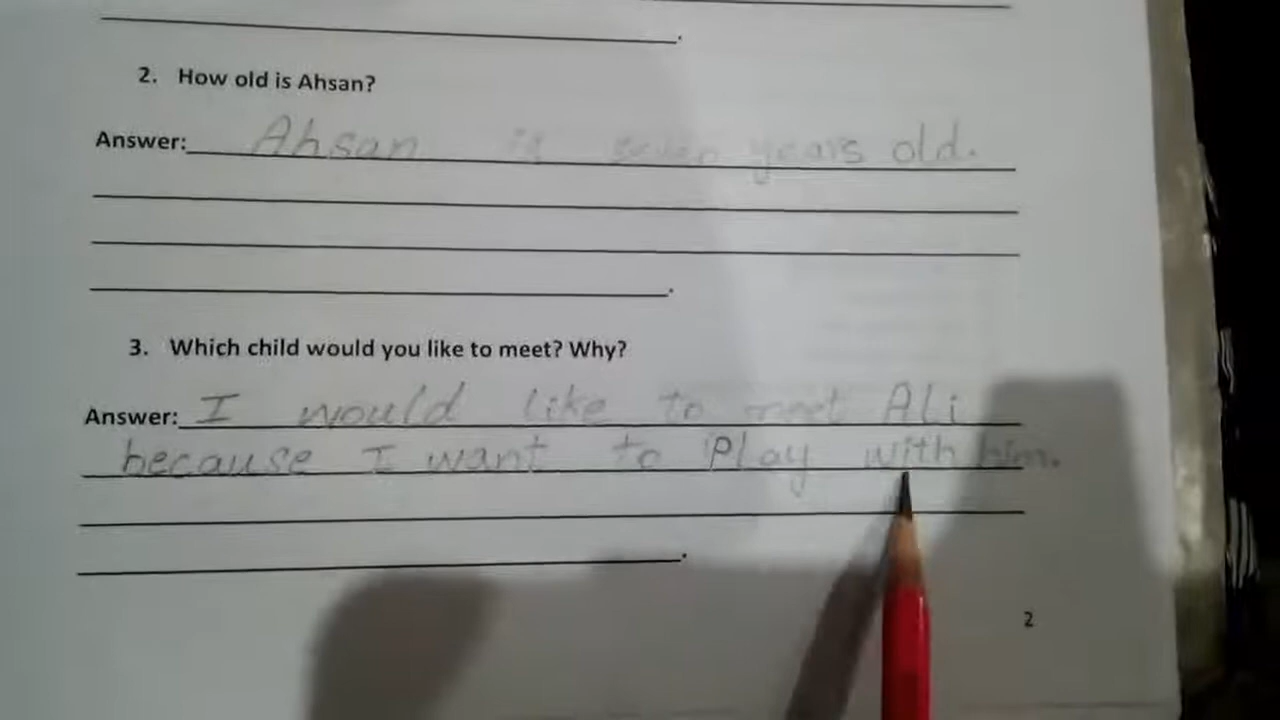 2. How old is Ahsan?
Answer: Ahsan is seven years old.
3. Which child would you like to meet? Why?
Answer: I would like to meet Ali
because I want to Play with him.
2